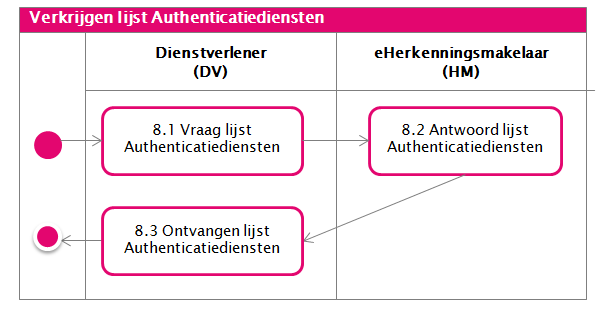 Verkrijgen lijst Authenticatiediensten
Dienstverlener
(DV)
eHerkenningsmakelaar
(HM)
8.1 Vraag lijst
Authenticatiediensten
8.2 Antwoord lijst
Authenticatiediensten
8.3 Ontvangen lijst
Authenticatiediensten